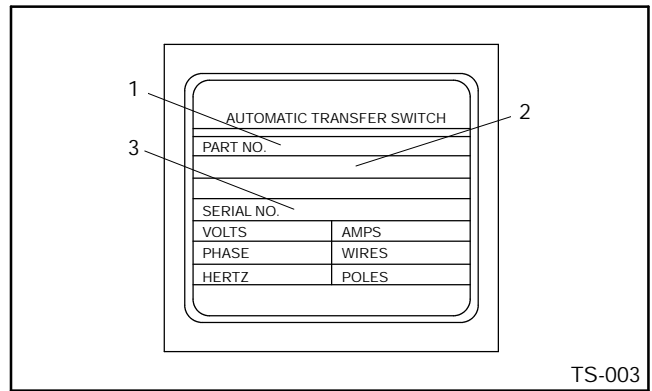 1
AUTOMATIC TRANSFER SWITCH
2
PART NO.
3
SERIAL NO.
VOLTS AMPS
PHASE WIRES
HERTZ POLES
TS-003